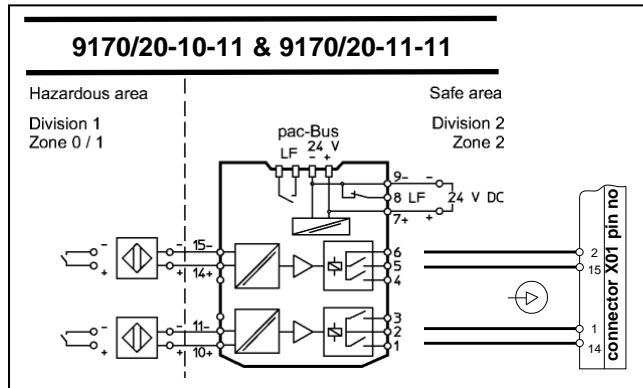 9170/20-10-11 & 9170/20-11-11
Hazardous area
Safe area
Division 1
Zone 0 / 1
Division 2
Zone 2
pac-Bus
LF 24 V
- +
9- -
8 LF 24 V DC
7+ +
- - 15-
+ + 14+
6
5
4
- - 11-
+ + 10+
3
2
1
2
15
1
14
connector X01 pin no